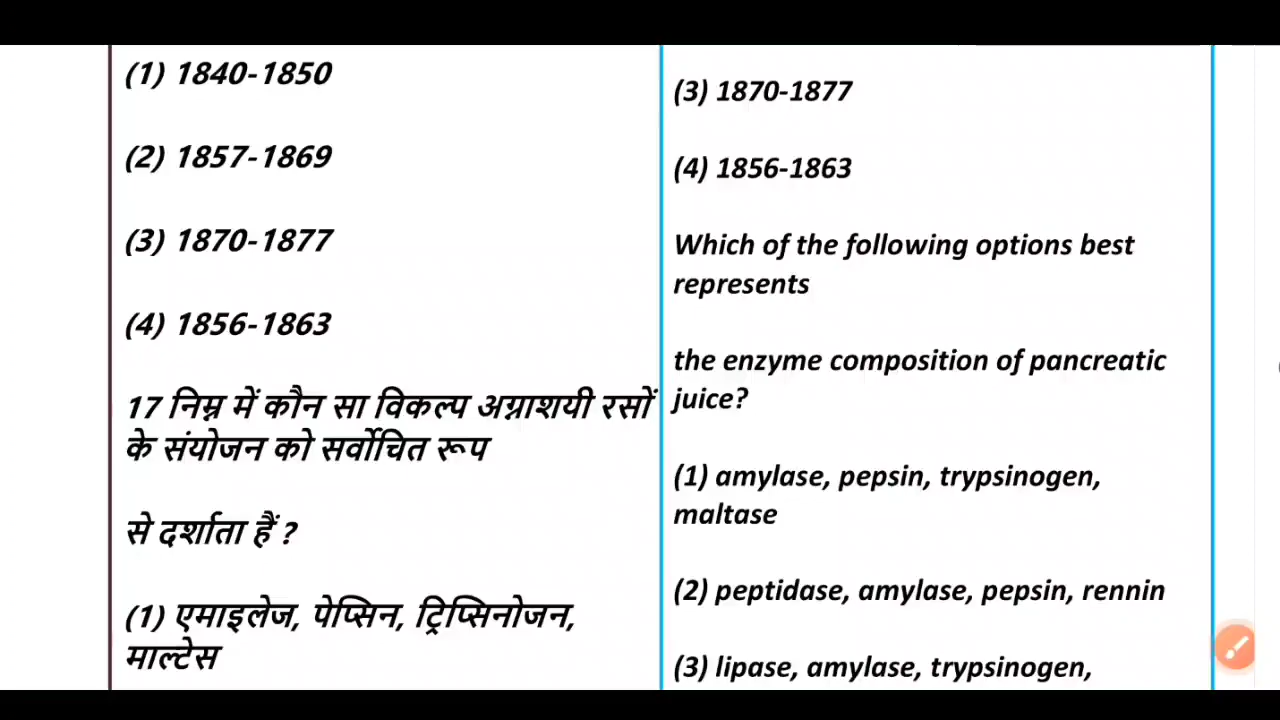 (1) 1840-1850
(2) 1857-1869
(3) 1870-1877
(4) 1856-1863
17 निम्न में कौन सा विकल्प अग्नाशयी रसों
के संयोजन को सर्वोचित रूप
से दर्शाता हैं ?
(1) एमाइलेज, पेप्सिन, ट्रिप्सिनोजन,
माल्टेस
(3) 1870-1877
(4) 1856-1863
Which of the following options best
represents
the enzyme composition of pancreatic
juice?
(1) amylase, pepsin, trypsinogen,
maltase
(2) peptidase, amylase, pepsin, rennin
(3) lipase, amylase, trypsinogen,